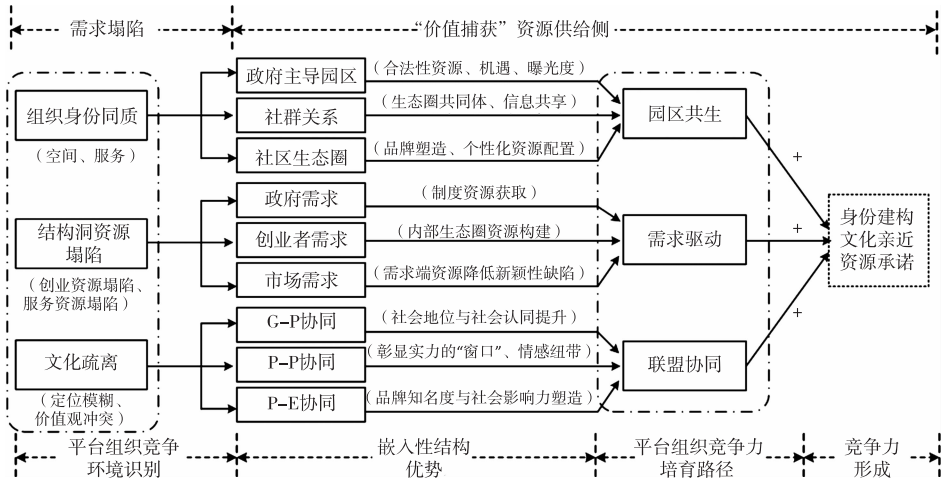 需求塌陷
“价值捕获”资源供给侧
组织身份同质
（空间、服务）
结构洞资源
塌陷
（创业资源塌陷、
服务资源塌陷）
文化疏离
（定位模糊、
价值观冲突）
政府主导园区
（合法性资源、机遇、曝光度）
社群关系
（生态圈共同体、信息共享）
社区生态圈
（品牌塑造、个性化资源配置）
政府需求
（制度资源获取）
创业者需求
（内部生态圈资源构建）
市场需求
（需求端资源降低新颖性缺陷）
G-P协同
（社会地位与社会认同提升）
P-P协同
（彰显实力的“窗口”、情感纽带）
P-E协同
（品牌知名度与社会影响力塑造）
园区共生
需求驱动
联盟协同
+
+
+
身份建构
文化亲近
资源承诺
平台组织竞争
环境识别
嵌入性结构
优势
平台组织竞争力
培育路径
竞争力
形成